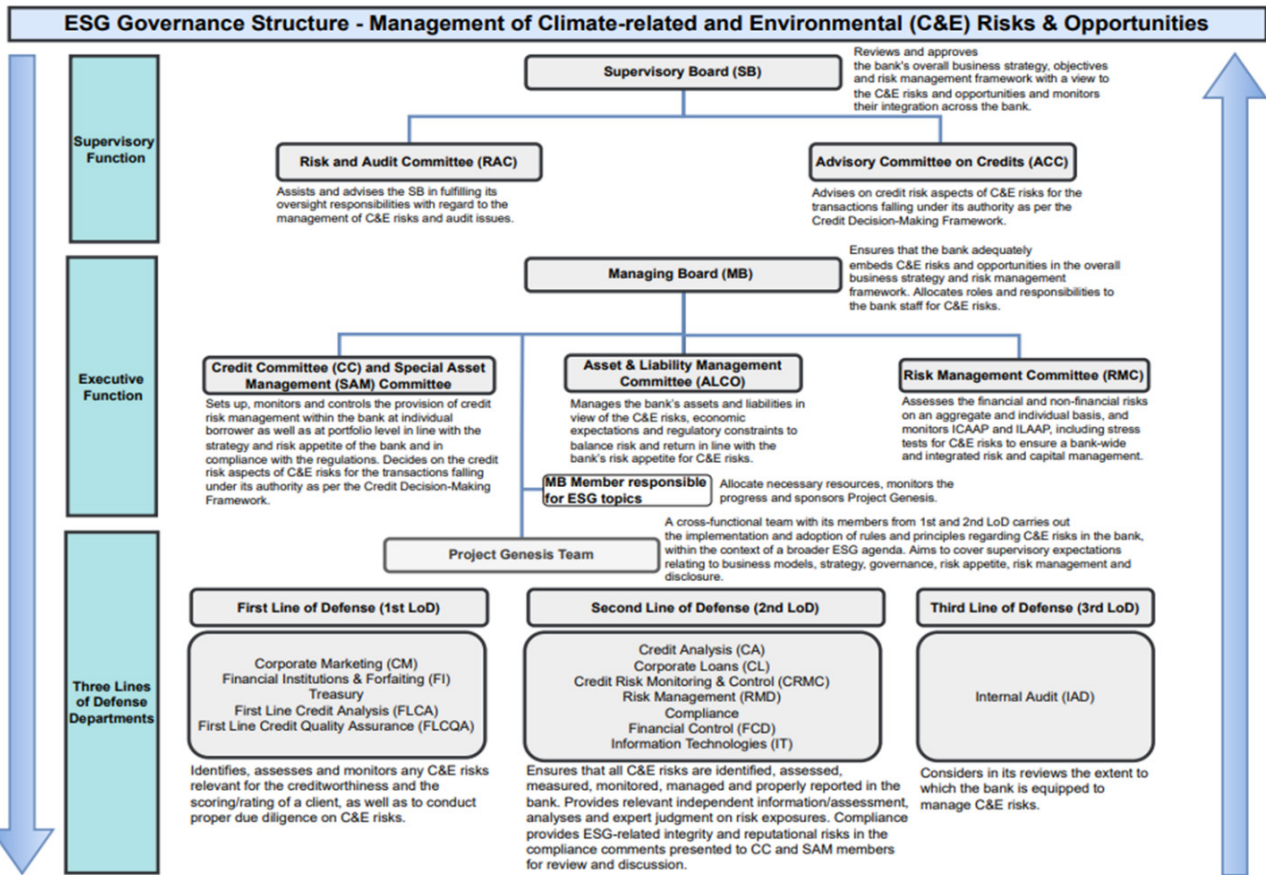 ESG Governance Structure - Management of Climate-related and Environmental (C&E) Risks & Opportunities
Supervisory
Function
Supervisory Board (SB)
Reviews and approves
the bank's overall business strategy, objectives
and risk management framework with a view to
the C&E risks and opportunities and monitors
their integration across the bank.
Risk and Audit Committee (RAC)
Assists and advises the SB in fulfilling its
oversight responsibilities with regard to the
management of C&E risks and audit issues.
Advisory Committee on Credits (ACC)
Advises on credit risk aspects of C&E risks for the
transactions falling under its authority as per the
Credit Decision-Making Framework.
Executive
Function
Managing Board (MB)
Ensures that the bank adequately
embeds C&E risks and opportunities in the overall
business strategy and risk management
framework. Allocates roles and responsibilities to
the bank staff for C&E risks.
Credit Committee (CC) and Special Asset
Management (SAM) Committee
Sets up, monitors and controls the provision of credit
risk management within the bank at individual
borrower as well as at portfolio level in line with the
strategy and risk appetite of the bank and in
compliance with the regulations. Decides on the credit
risk aspects of C&E risks for the transactions falling
under its authority as per the Credit Decision-Making
Framework.
Asset & Liability Management
Committee (ALCO)
Manages the bank's assets and liabilities in
view of the C&E risks, economic
expectations and regulatory constraints to
balance risk and return in line with the
bank's risk appetite for C&E risks.
Risk Management Committee (RMC)
Assesses the financial and non-financial risks
on an aggregate and individual basis, and
monitors ICAAP and ILAAP, including stress
tests for C&E risks to ensure a bank-wide
and integrated risk and capital management.
MB Member responsible
for ESG topics
Allocate necessary resources, monitors the
progress and sponsors Project Genesis.
Project Genesis Team
A cross-functional team with its members from 1st and 2nd LoD carries out
the implementation and adoption of rules and principles regarding C&E risks in the bank,
within the context of a broader ESG agenda. Aims to cover supervisory expectations
relating to business models, strategy, governance, risk appetite, risk management and
disclosure.
Three Lines
of Defense
Departments
First Line of Defense (1st LoD)
Corporate Marketing (CM)
Financial Institutions & Forfaiting (FI)
Treasury
First Line Credit Analysis (FLCA)
First Line Credit Quality Assurance (FLCQA)
Identifies, assesses and monitors any C&E risks
relevant for the creditworthiness and the
scoring/rating of a client, as well as to conduct
proper due diligence on C&E risks.
Second Line of Defense (2nd LoD)
Credit Analysis (CA)
Corporate Loans (CL)
Credit Risk Monitoring & Control (CRMC)
Risk Management (RMD)
Compliance
Financial Control (FCD)
Information Technologies (IT)
Ensures that all C&E risks are identified, assessed,
measured, monitored, managed and properly reported in the
bank. Provides relevant independent information/assessment,
analyses and expert judgment on risk exposures. Compliance
provides ESG-related integrity and reputational risks in the
compliance comments presented to CC and SAM members
for review and discussion.
Third Line of Defense (3rd LoD)
Internal Audit (IAD)
Considers in its reviews the extent to
which the bank is equipped to
manage C&E risks.